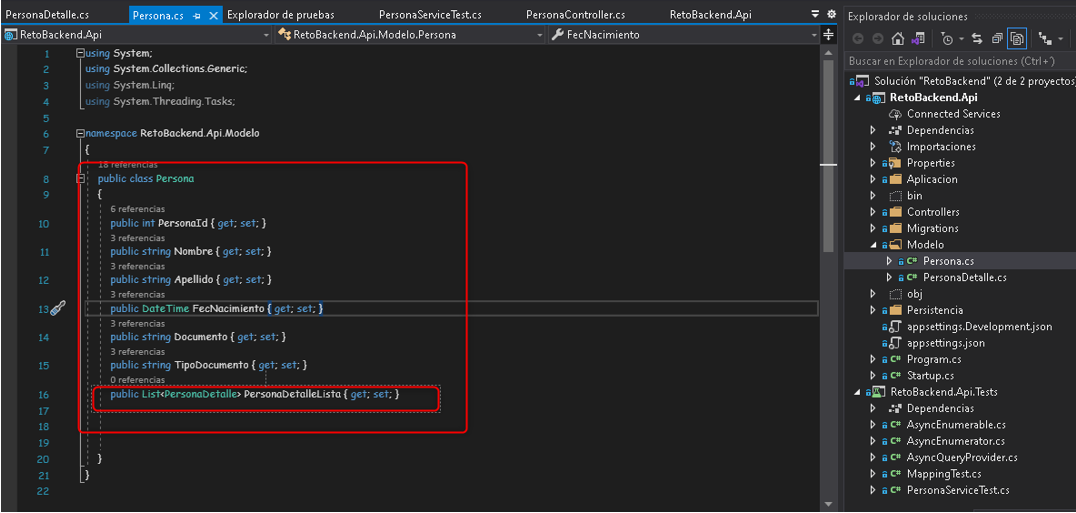 PersonaDetalle.cs
Persona.cs
Explorador de pruebas
PersonaServiceTest.cs
PersonaController.cs
RetoBackend.Api
RetoBackend.Api
RetoBackend.Api.Modelo.Persona
FecNacimiento
1 using System;
2 using System.Collections.Generic;
3 using System.Linq;
4 using System.Threading.Tasks;
5
6 namespace RetoBackend.Api.Modelo
7 {
18 referencias
8 public class Persona
9 {
6 referencias
10 public int PersonaId { get; set; }
3 referencias
11 public string Nombre { get; set; }
3 referencias
12 public string Apellido { get; set; }
3 referencias
13 public DateTime FecNacimiento { get; set; }
3 referencias
14 public string Documento { get; set; }
3 referencias
15 public string TipoDocumento { get; set; }
0 referencias
16 public List<PersonaDetalle> PersonaDetalleLista { get; set; }
17
18
19
20 }
21 }
22
Explorador de soluciones
Buscar en Explorador de soluciones (Ctrl+´)
Solución "RetoBackend" (2 de 2 proyectos)
RetoBackend.Api
Connected Services
Dependencias
Importaciones
Properties
Aplicacion
bin
Controllers
Migrations
Modelo
C# Persona.cs
C# PersonaDetalle.cs
obj
Persistencia
appsettings.Development.json
appsettings.json
C# Program.cs
C# Startup.cs
RetoBackend.Api.Tests
Dependencias
C# AsyncEnumerable.cs
C# AsyncEnumerator.cs
C# AsyncQueryProvider.cs
C# MappingTest.cs
C# PersonaServiceTest.cs